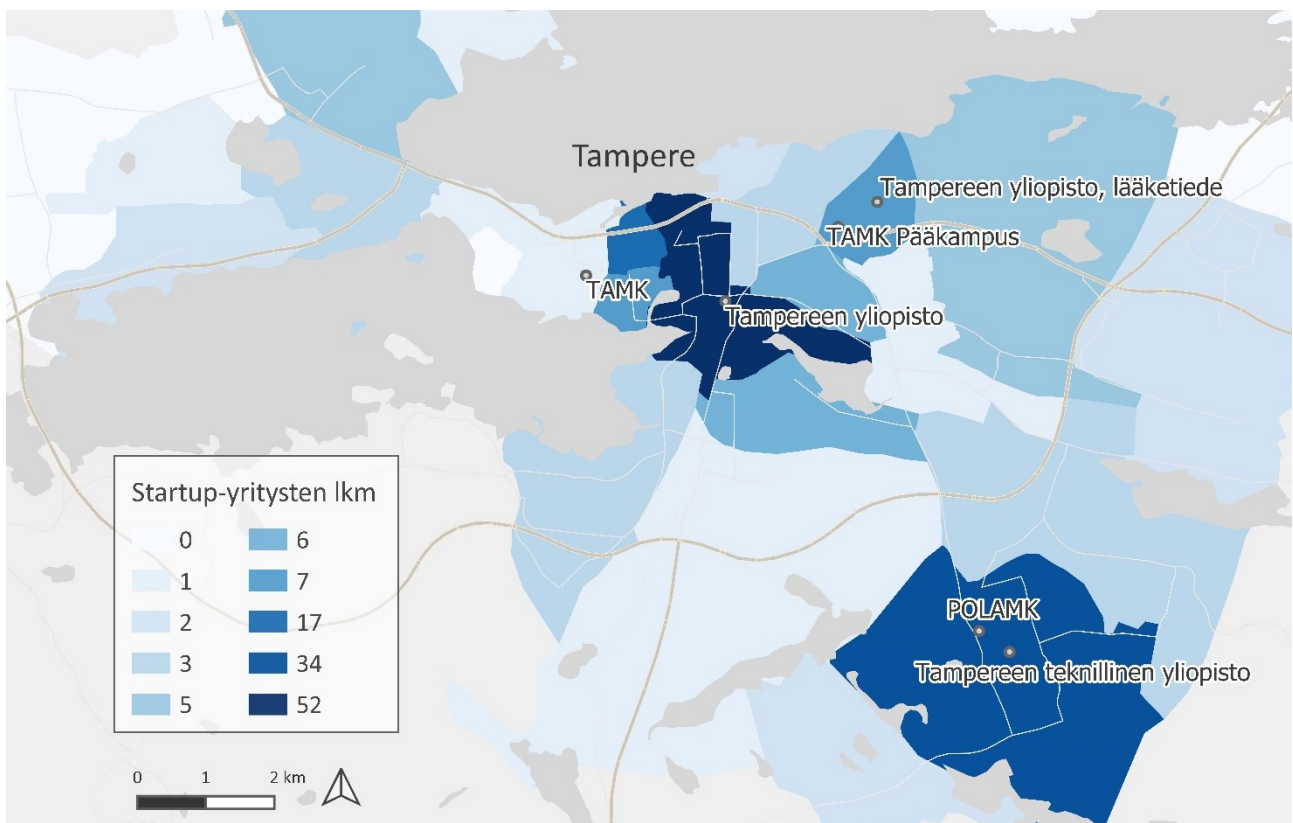 Tampere
Tampereen yliopisto, lääketiede
TAMK Pääkampus
TAMK
Tampereen yliopisto
POLAMK
Tampereen teknillinen yliopisto
Startup-yritysten lkm
0 6
1 7
2 17
3 34
5 52
0 1 2 km